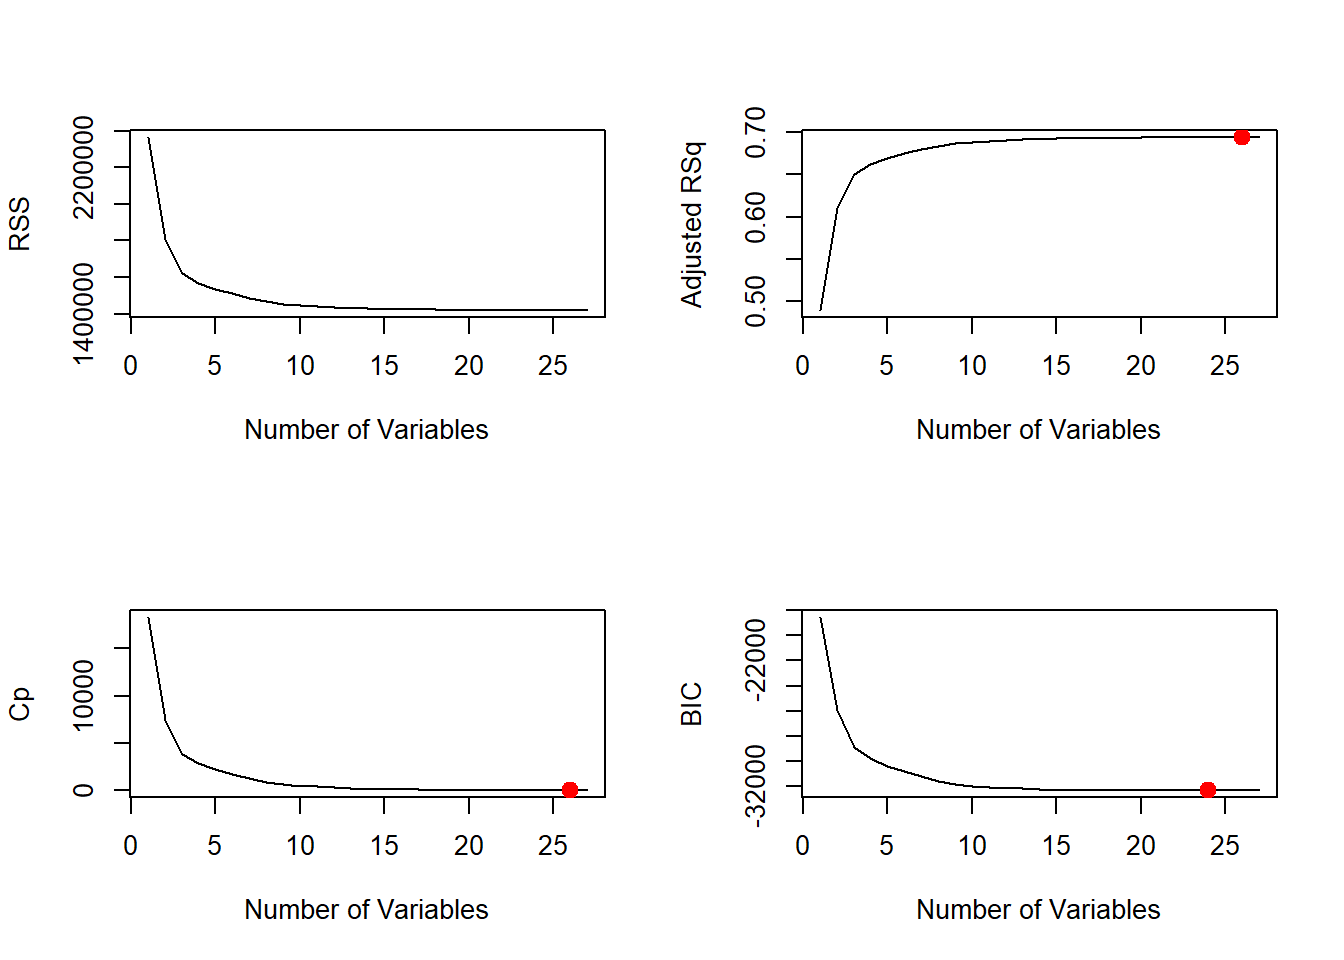 RSS
1400000
2200000
0 5 10 15 20 25
Number of Variables
Adjusted RSq
0.50 0.60 0.70
0 5 10 15 20 25
Number of Variables
Cp
0 10000
0 5 10 15 20 25
Number of Variables
BIC
-32000 -22000
0 5 10 15 20 25
Number of Variables